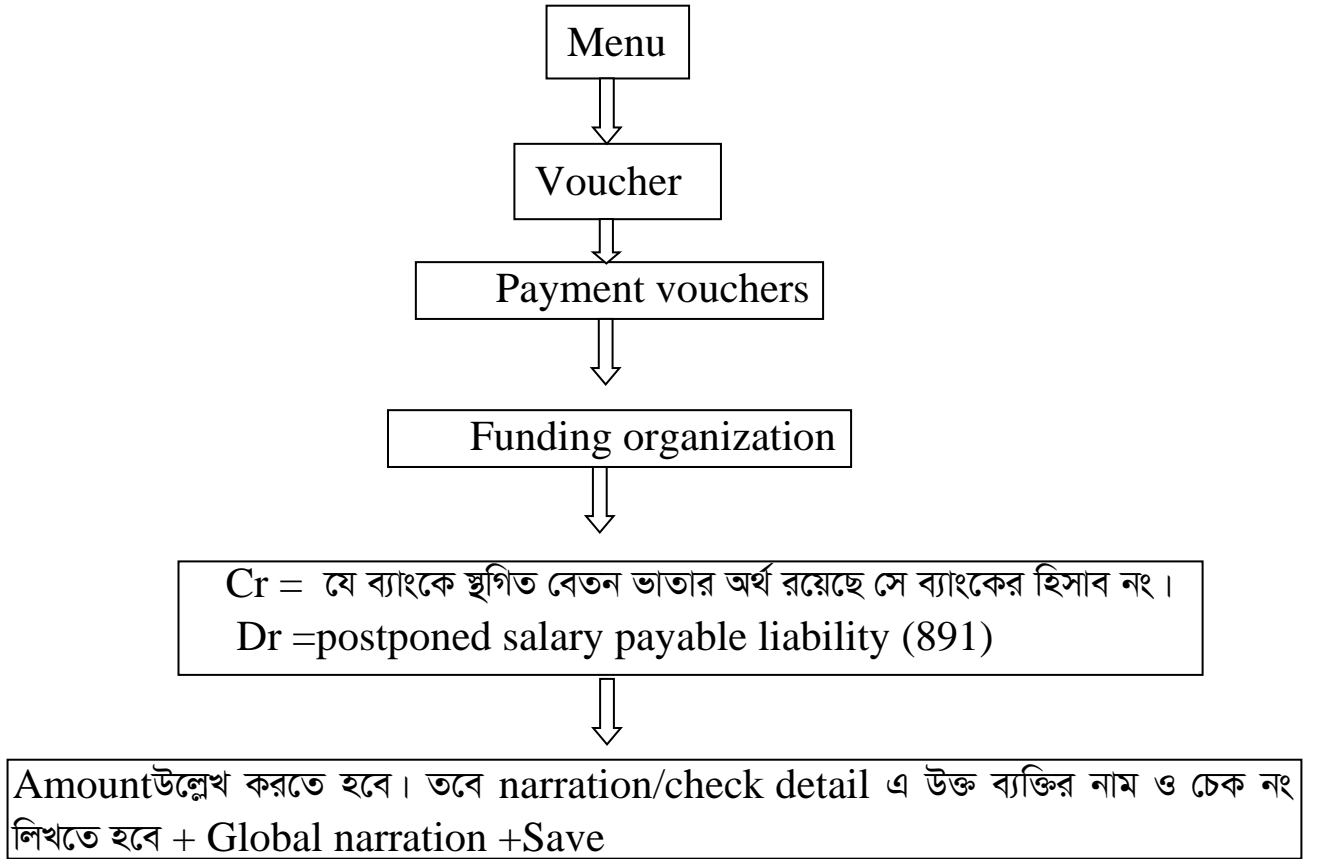 Menu
Voucher
Payment vouchers
Funding organization
Cr = যে ব্যাংকে স্থগিত বেতন ভাতার অর্থ রয়েছে সে ব্যাংকের হিসাব নং।
Dr =postponed salary payable liability (891)
Amountউল্লেখ করতে হবে। তবে narration/check detail এ উক্ত ব্যক্তির নাম ও চেক নং
লিখতে হবে + Global narration +Save